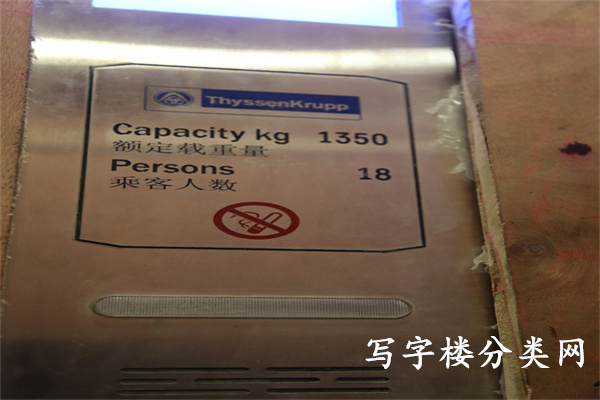 ThyssenKrupp
Capacity kg 1350
额定载重量
Persons 18
乘客人数
写字楼分类网